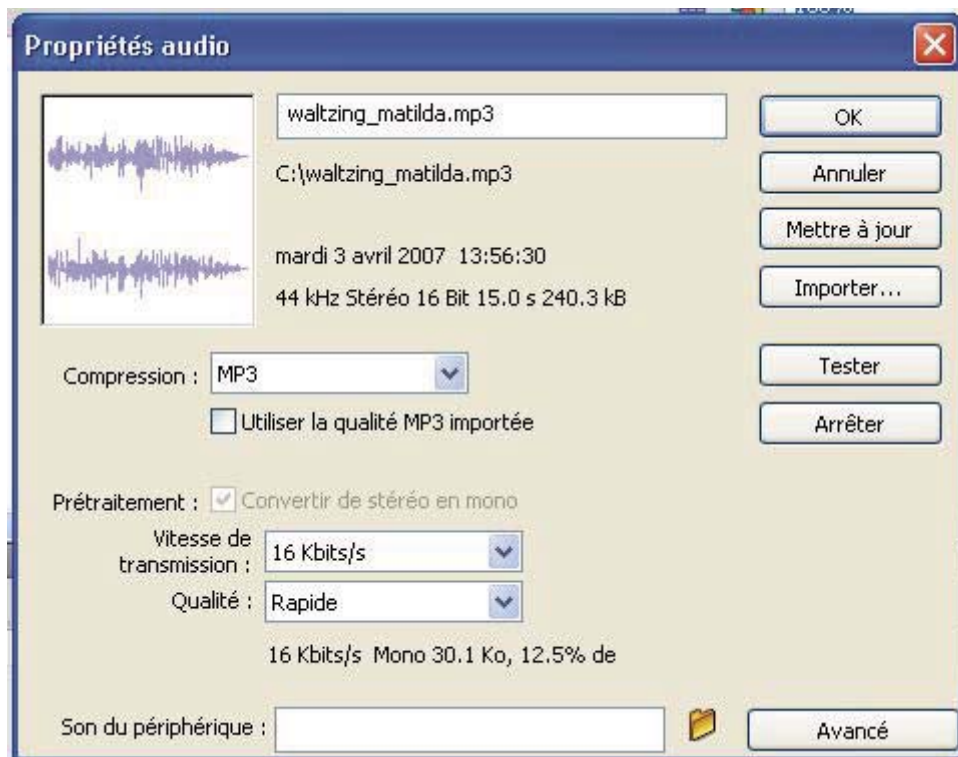 Propriétés audio
waltzing_matilda.mp3
OK
C:\waltzing_matilda.mp3
Annuler
Mettre à jour
mardi 3 avril 2007 13:56:30
44 kHz Stéréo 16 Bit 15.0 s 240.3 kB
Importer...
Compression : MP3
Tester
Utiliser la qualité MP3 importée
Arrêter
Prétraitement : Convertir de stéréo en mono
Vitesse de
transmission : 16 Kbits/s
Qualité : Rapide
16 Kbits/s Mono 30.1 Ko, 12.5% de
Son du périphérique :
Avancé